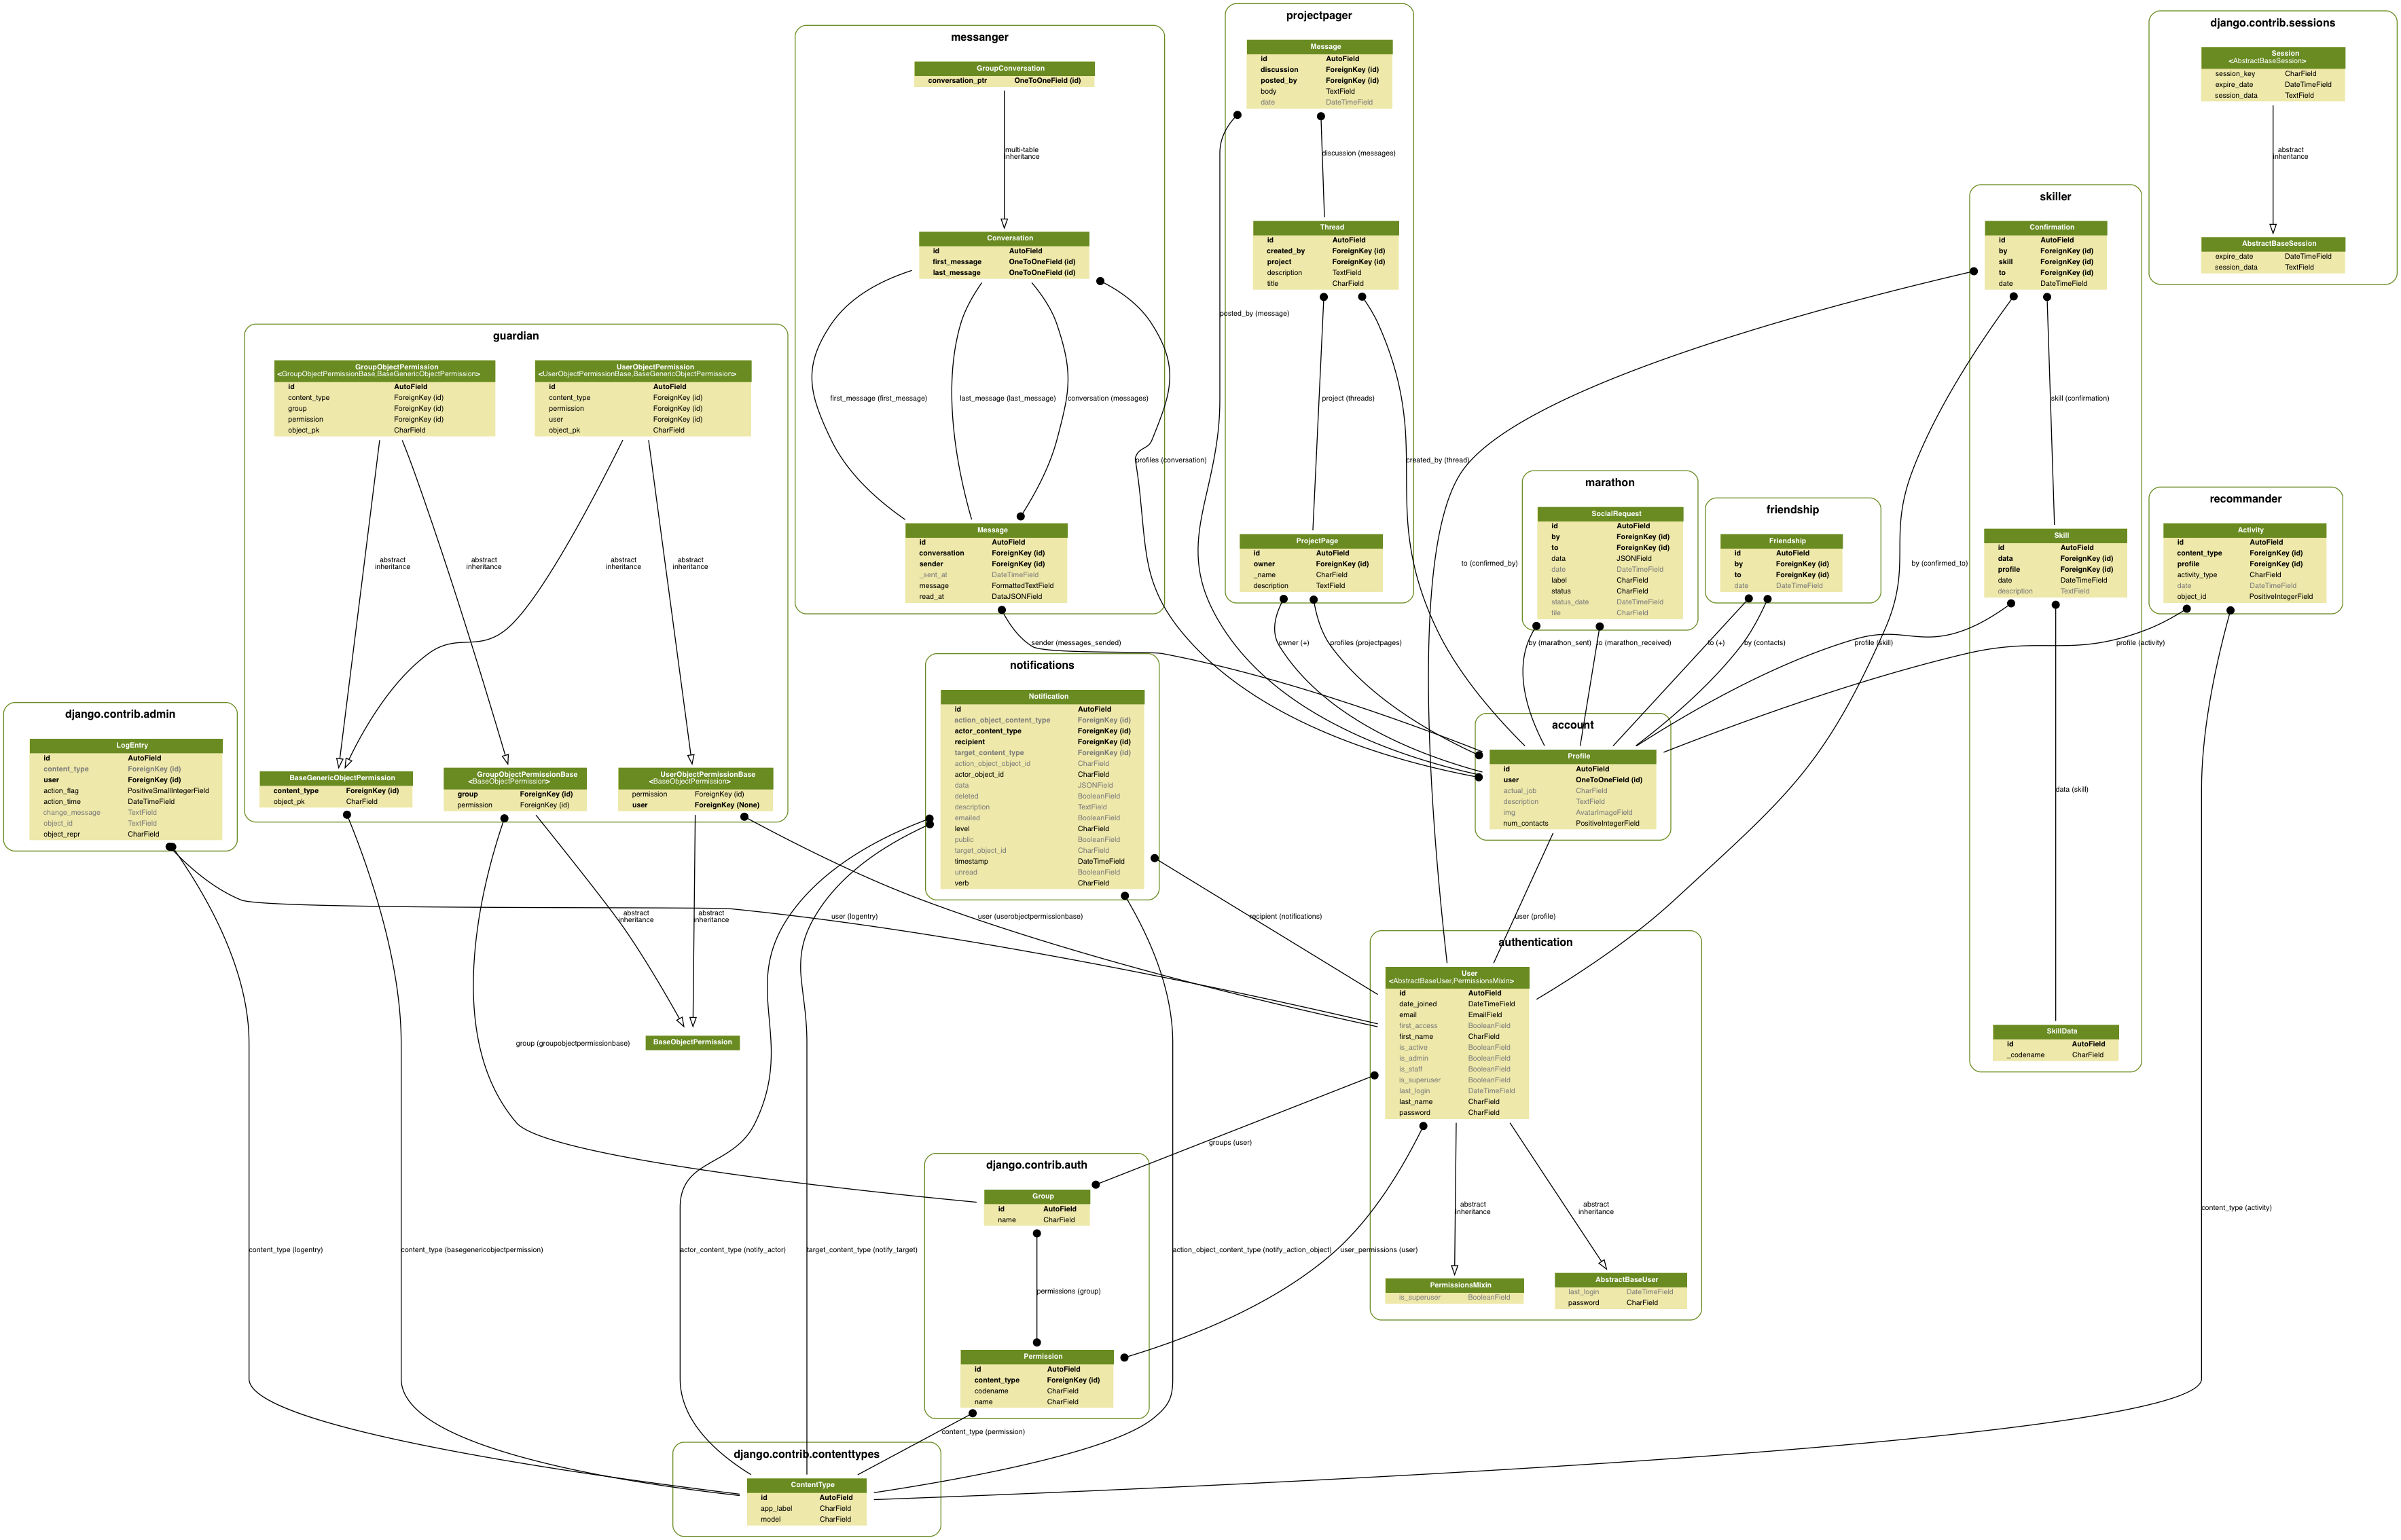 messanger
GroupConversation
conversation_ptr OneToOneField (id)
multi-table
inheritance
Conversation
id AutoField
first_message OneToOneField (id)
last_message OneToOneField (id)
first_message (first_message)
last_message (last_message)
conversation (messages)
profiles (conversation)
Message
id AutoField
conversation ForeignKey (id)
sender ForeignKey (id)
_sent_at DateTimeField
message FormattedTextField
read_at DataJSONField
sender (messages_sended)
projectpager
Message
id AutoField
discussion ForeignKey (id)
posted_by ForeignKey (id)
body TextField
date DateTimeField
discussion (messages)
posted_by (message)
Thread
id AutoField
created_by ForeignKey (id)
project ForeignKey (id)
description TextField
title CharField
project (threads)
created_by (thread)
ProjectPage
id AutoField
owner ForeignKey (id)
_name CharField
description TextField
owner (+)
profiles (projectpages)
django.contrib.sessions
Session
<AbstractBaseSession>
session_key CharField
expire_date DateTimeField
session_data TextField
abstract
inheritance
AbstractBaseSession
expire_date DateTimeField
session_data TextField
skiller
Confirmation
id AutoField
by ForeignKey (id)
skill ForeignKey (id)
to ForeignKey (id)
date DateTimeField
skill (confirmation)
to (confirmed_by)
by (confirmed_to)
Skill
id AutoField
data ForeignKey (id)
profile ForeignKey (id)
date DateTimeField
description TextField
profile (skill)
data (skill)
SkillData
id AutoField
_codename CharField
guardian
GroupObjectPermission
<GroupObjectPermissionBase,BaseGenericObjectPermission>
id AutoField
content_type ForeignKey (id)
group ForeignKey (id)
permission ForeignKey (id)
object_pk CharField
UserObjectPermission
<UserObjectPermissionBase,BaseGenericObjectPermission>
id AutoField
content_type ForeignKey (id)
permission ForeignKey (id)
user ForeignKey (id)
object_pk CharField
abstract
inheritance
abstract
inheritance
abstract
inheritance
abstract
inheritance
BaseGenericObjectPermission
content_type ForeignKey (id)
object_pk CharField
GroupObjectPermissionBase
<BaseObjectPermission>
group ForeignKey (id)
permission ForeignKey (id)
UserObjectPermissionBase
<BaseObjectPermission>
permission ForeignKey (id)
user ForeignKey (None)
abstract
inheritance
abstract
inheritance
BaseObjectPermission
marathon
SocialRequest
id AutoField
by ForeignKey (id)
to ForeignKey (id)
data JSONField
date DateTimeField
label CharField
status CharField
status_date DateTimeField
tile CharField
by (marathon_sent)
to (marathon_received)
friendship
Friendship
id AutoField
by ForeignKey (id)
to ForeignKey (id)
date DateTimeField
to (+)
by (contacts)
recommander
Activity
id AutoField
content_type ForeignKey (id)
profile ForeignKey (id)
activity_type CharField
date DateTimeField
object_id PositiveIntegerField
profile (activity)
content_type (activity)
django.contrib.admin
LogEntry
id AutoField
content_type ForeignKey (id)
user ForeignKey (id)
action_flag PositiveSmallIntegerField
action_time DateTimeField
change_message TextField
object_id TextField
object_repr CharField
user (logentry)
content_type (logentry)
notifications
Notification
id AutoField
action_object_content_type ForeignKey (id)
actor_content_type ForeignKey (id)
recipient ForeignKey (id)
target_content_type ForeignKey (id)
action_object_object_id CharField
actor_object_id CharField
data JSONField
deleted BooleanField
description TextField
emailed BooleanField
level CharField
public BooleanField
target_object_id CharField
timestamp DateTimeField
unread BooleanField
verb CharField
recipient (notifications)
account
Profile
id AutoField
user OneToOneField (id)
actual_job CharField
description TextField
img AvatarImageField
num_contacts PositiveIntegerField
user (profile)
user (userobjectpermissionbase)
group (groupobjectpermissionbase)
authentication
User
<AbstractBaseUser,PermissionsMixin>
id AutoField
date_joined DateTimeField
email EmailField
first_access BooleanField
first_name CharField
is_active BooleanField
is_admin BooleanField
is_staff BooleanField
is_superuser BooleanField
last_login DateTimeField
last_name CharField
password CharField
groups (user)
user_permissions (user)
abstract
inheritance
abstract
inheritance
PermissionsMixin
is_superuser BooleanField
AbstractBaseUser
last_login DateTimeField
password CharField
django.contrib.auth
Group
id AutoField
name CharField
permissions (group)
Permission
id AutoField
content_type ForeignKey (id)
codename CharField
name CharField
content_type (basegenericobjectpermission)
actor_content_type (notify_actor)
target_content_type (notify_target)
action_object_content_type (notify_action_object)
content_type (permission)
django.contrib.contenttypes
ContentType
id AutoField
app_label CharField
model CharField